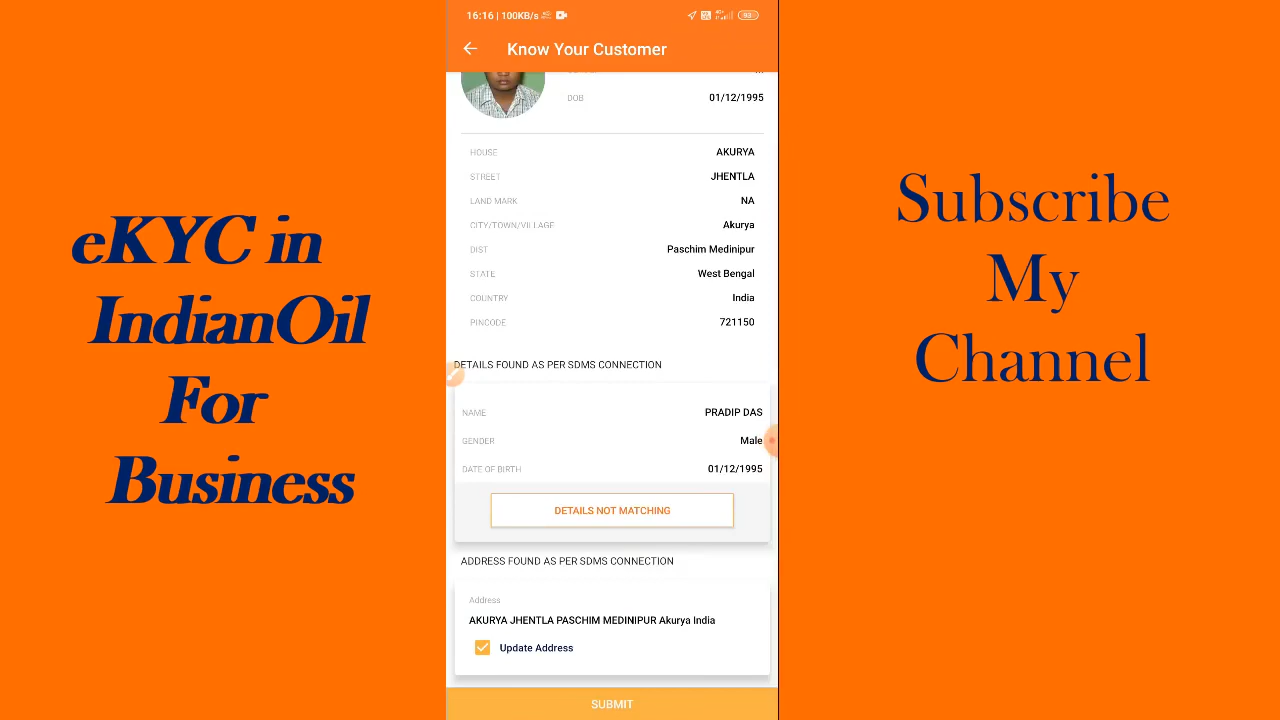 eKYC in
IndianOil
For
Business
16:16 | 100KB/s
Know Your Customer
DOB 01/12/1995
HOUSE AKURYA
STREET JHENTLA
LAND MARK NA
CITY/TOWN/VILLAGE Akurya
DIST Paschim Medinipur
STATE West Bengal
COUNTRY India
PINCODE 721150
DETAILS FOUND AS PER SDMS CONNECTION
NAME PRADIP DAS
GENDER Male
DATE OF BIRTH 01/12/1995
DETAILS NOT MATCHING
ADDRESS FOUND AS PER SDMS CONNECTION
Address
AKURYA JHENTLA PASCHIM MEDINIPUR Akurya India
Update Address
SUBMIT
Subscribe
My
Channel